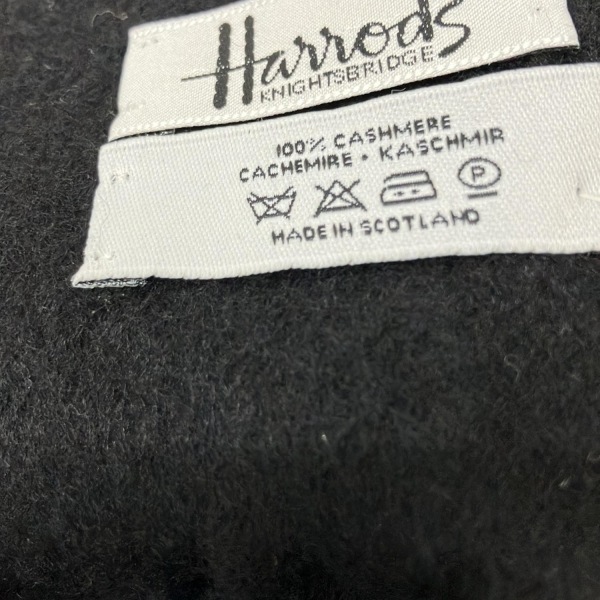 Harrods
KNIGHTSBRIDGE
100% CASHMERE
CACHEMIRE • KASCHMIR
P
MADE IN SCOTLAND